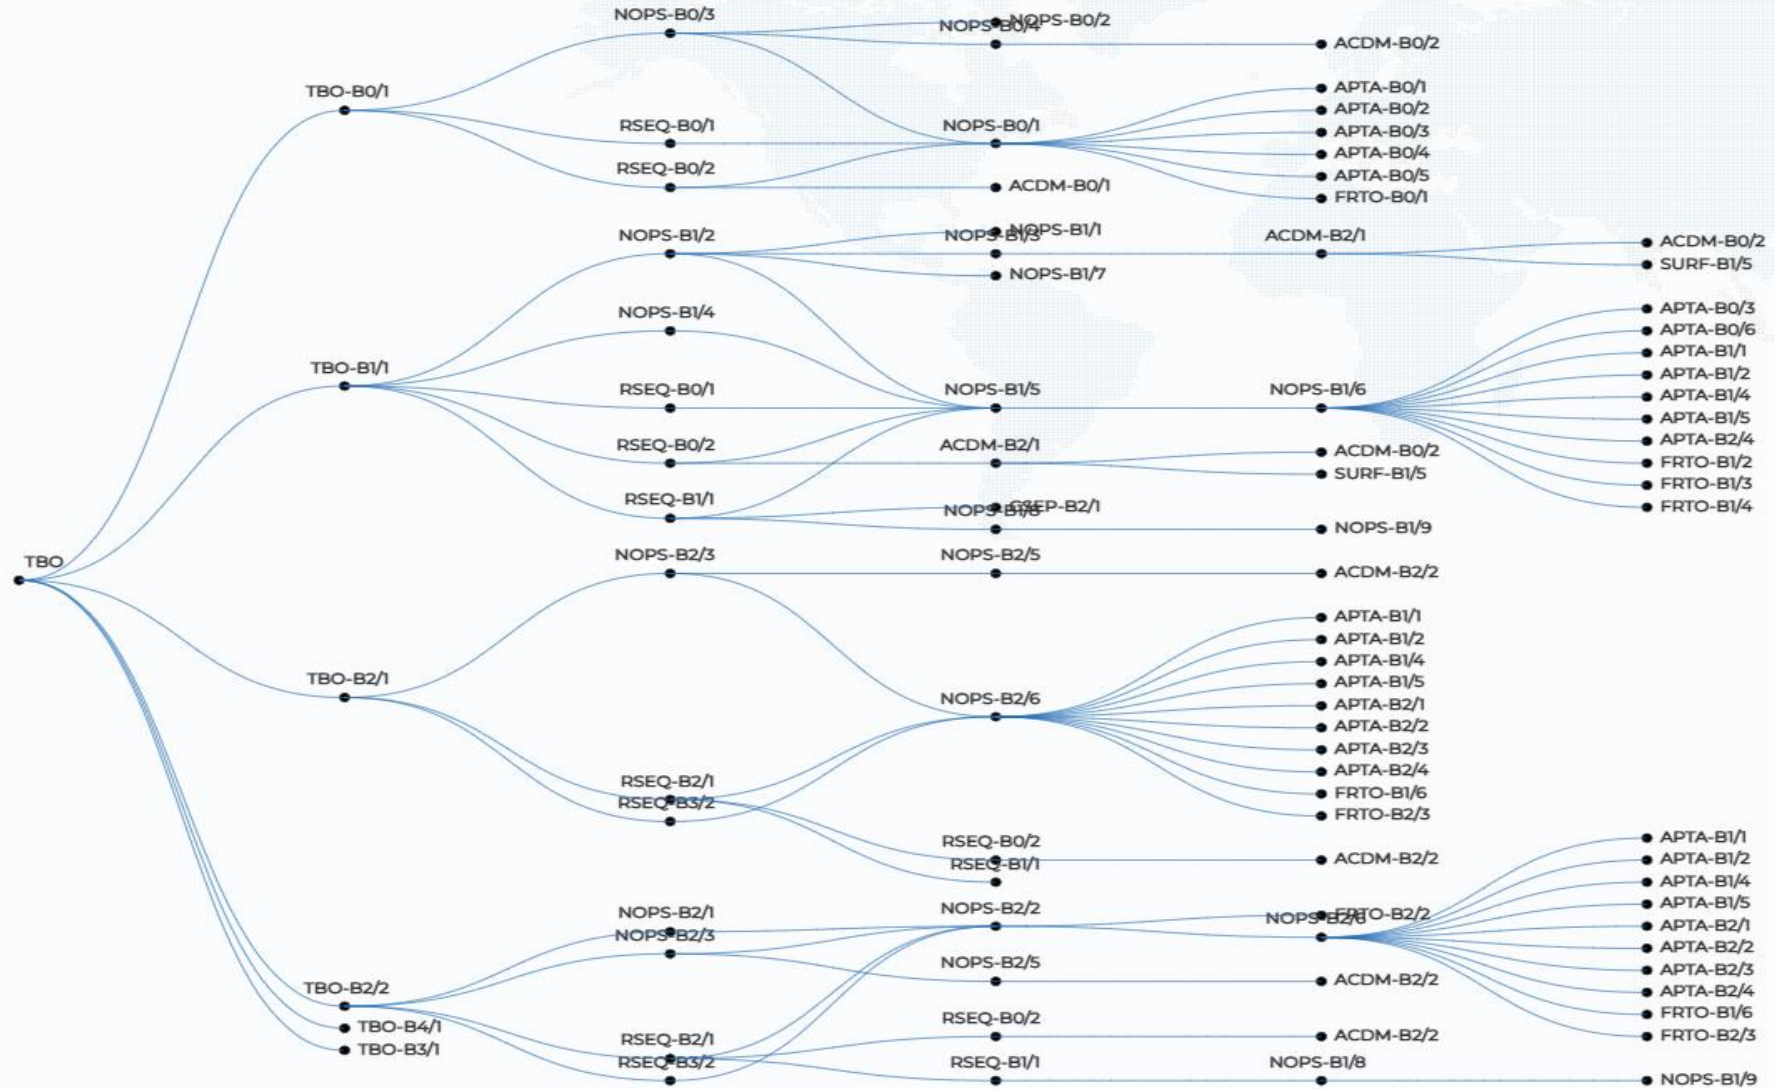 NOPS-B0/3
NOPS-B0/2
NOPS-B0/4
ACDM-B0/2
TBO-B0/1
APTA-B0/1
APTA-B0/2
RSEQ-B0/1
NOPS-B0/1
APTA-B0/3
APTA-B0/4
RSEQ-B0/2
APTA-B0/5
ACDM-B0/1
FRTO-B0/1
NOPS-B1/2
NOPS-B1/1
NOPS-B1/3
ACDM-B2/1
ACDM-B0/2
SURF-B1/5
NOPS-B1/7
NOPS-B1/4
APTA-B0/3
APTA-B0/6
TBO-B1/1
APTA-B1/1
APTA-B1/2
RSEQ-B0/1
NOPS-B1/5
NOPS-B1/6
APTA-B1/4
APTA-B1/5
RSEQ-B0/2
ACDM-B2/1
APTA-B2/4
ACDM-B0/2
FRTO-B1/2
SURF-B1/5
FRTO-B1/3
RSEQ-B1/1
CSEP-B2/1
NOPS-B1/8
FRTO-B1/4
NOPS-B1/9
TBO
NOPS-B2/3
NOPS-B2/5
ACDM-B2/2
APTA-B1/1
APTA-B1/2
APTA-B1/4
TBO-B2/1
APTA-B1/5
NOPS-B2/6
APTA-B2/1
APTA-B2/2
APTA-B2/3
APTA-B2/4
RSEQ-B2/1
RSEQ-B3/2
FRTO-B1/6
FRTO-B2/3
RSEQ-B0/2
RSEQ-B1/1
ACDM-B2/2
APTA-B1/1
APTA-B1/2
APTA-B1/4
NOPS-B2/1
NOPS-B2/2
FRTO-B2/2
NOPS-B2/6
APTA-B1/5
APTA-B2/1
NOPS-B2/3
APTA-B2/2
NOPS-B2/5
APTA-B2/3
ACDM-B2/2
APTA-B2/4
TBO-B2/2
FRTO-B1/6
TBO-B4/1
RSEQ-B0/2
ACDM-B2/2
FRTO-B2/3
TBO-B3/1
RSEQ-B2/1
RSEQ-B3/2
RSEQ-B1/1
NOPS-B1/8
NOPS-B1/9